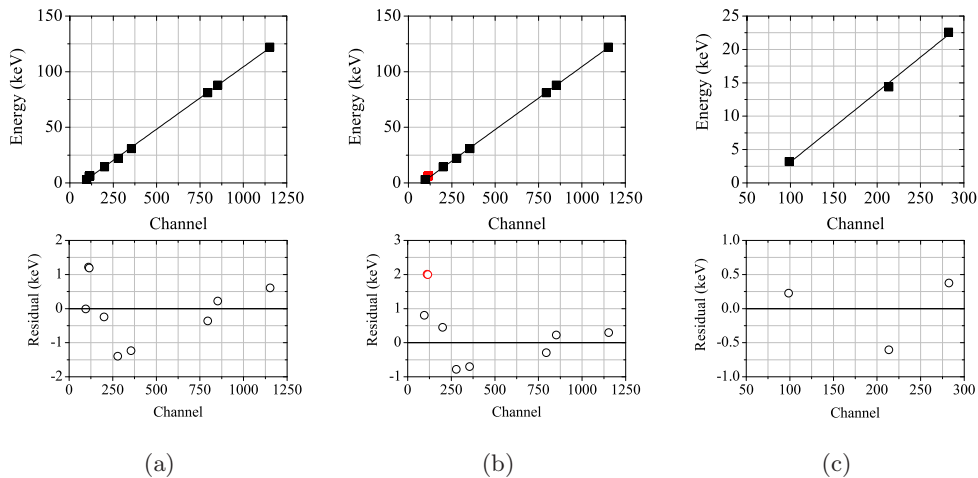 150
100
50
0
Energy (keV)
0 250 500 750 1000 1250
Channel
2
1
0
-1
-2
Residual (keV)
0 250 500 750 1000 1250
Channel
(a)
150
100
50
0
Energy (keV)
0 250 500 750 1000 1250
Channel
3
2
1
0
-1
Residual (keV)
0 250 500 750 1000 1250
Channel
(b)
25
20
15
10
5
0
Energy (keV)
50 100 150 200 250 300
Channel
1.0
0.5
0.0
-0.5
-1.0
Residual (keV)
50 100 150 200 250 300
Channel
(c)